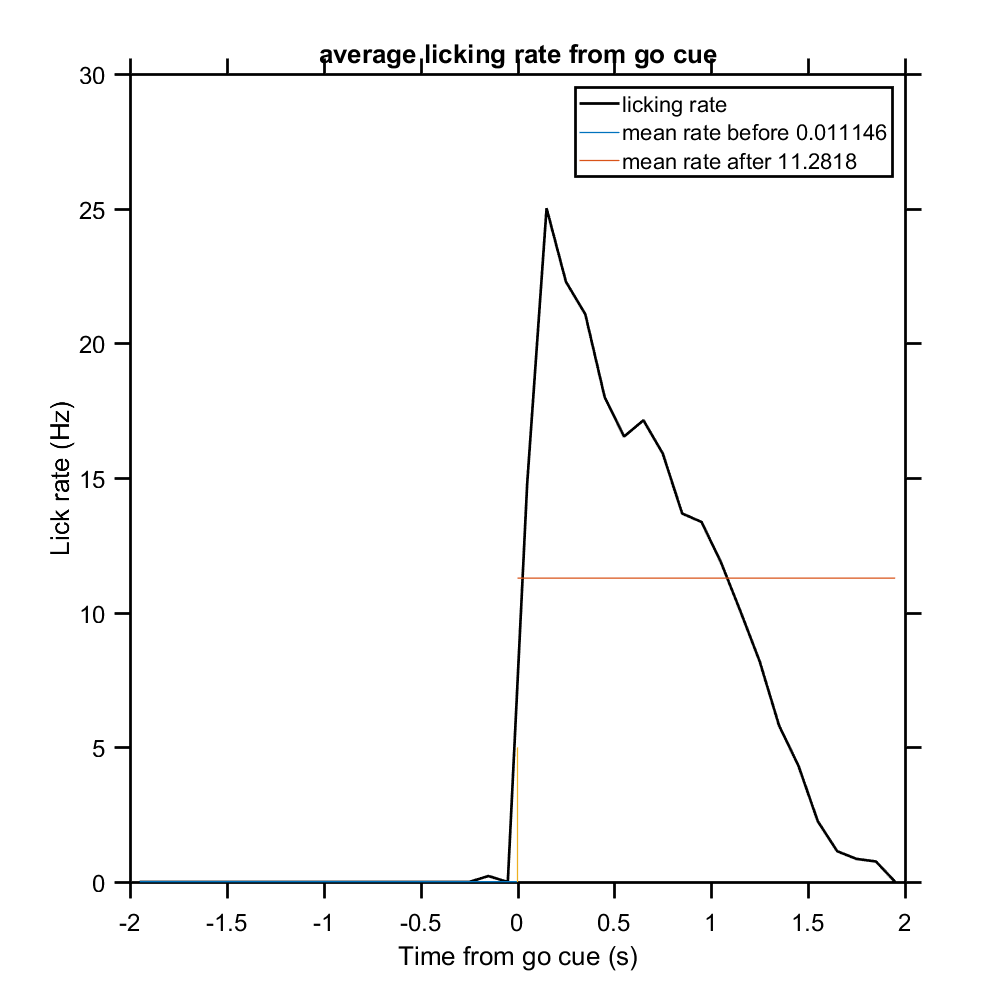 average licking rate from go cue
licking rate
mean rate before 0.011146
mean rate after 11.2818
30
25
20
15
10
5
0
Lick rate (Hz)
-2 -1.5 -1 -0.5 0 0.5 1 1.5 2
Time from go cue (s)